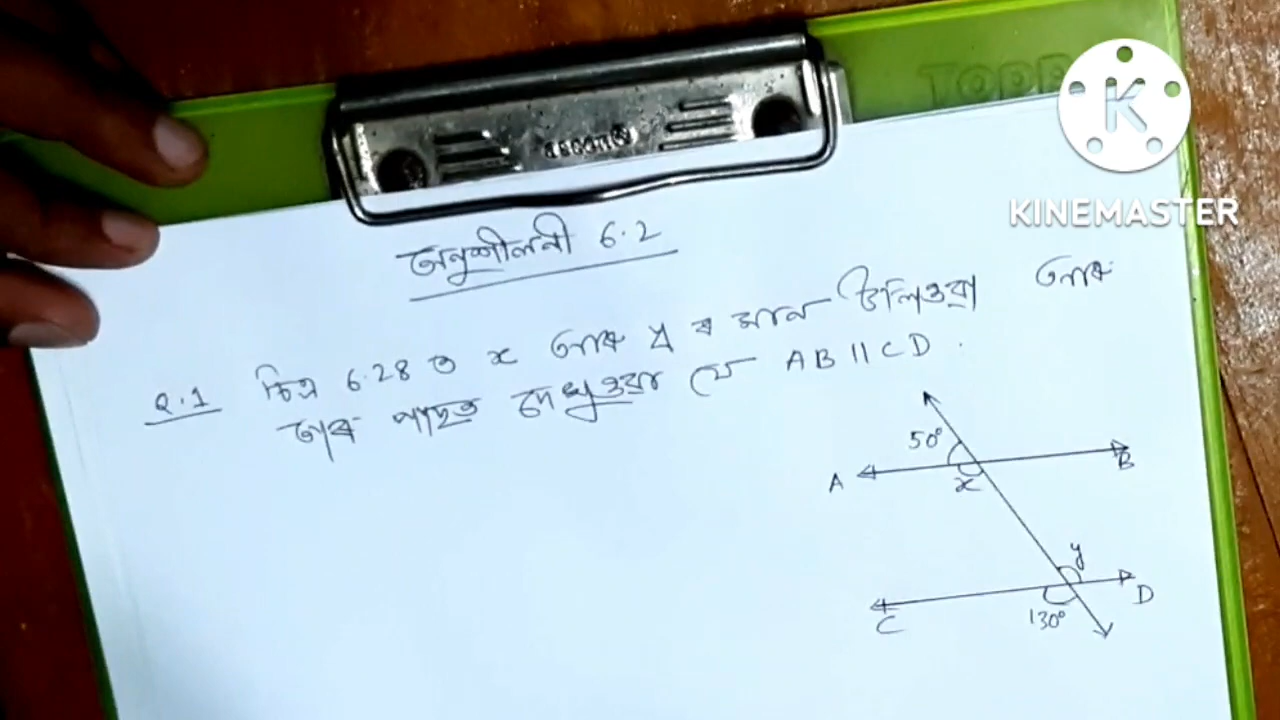 KINEMASTER
অনুশীলনী 6.2
Q.1 চিত্ৰ 6.28 ত x আৰু y ৰ মান উলিওৱা আৰু
তাৰ পাছত দেখুওৱা যে AB || CD.
50°
A B
x
y
C D
130°